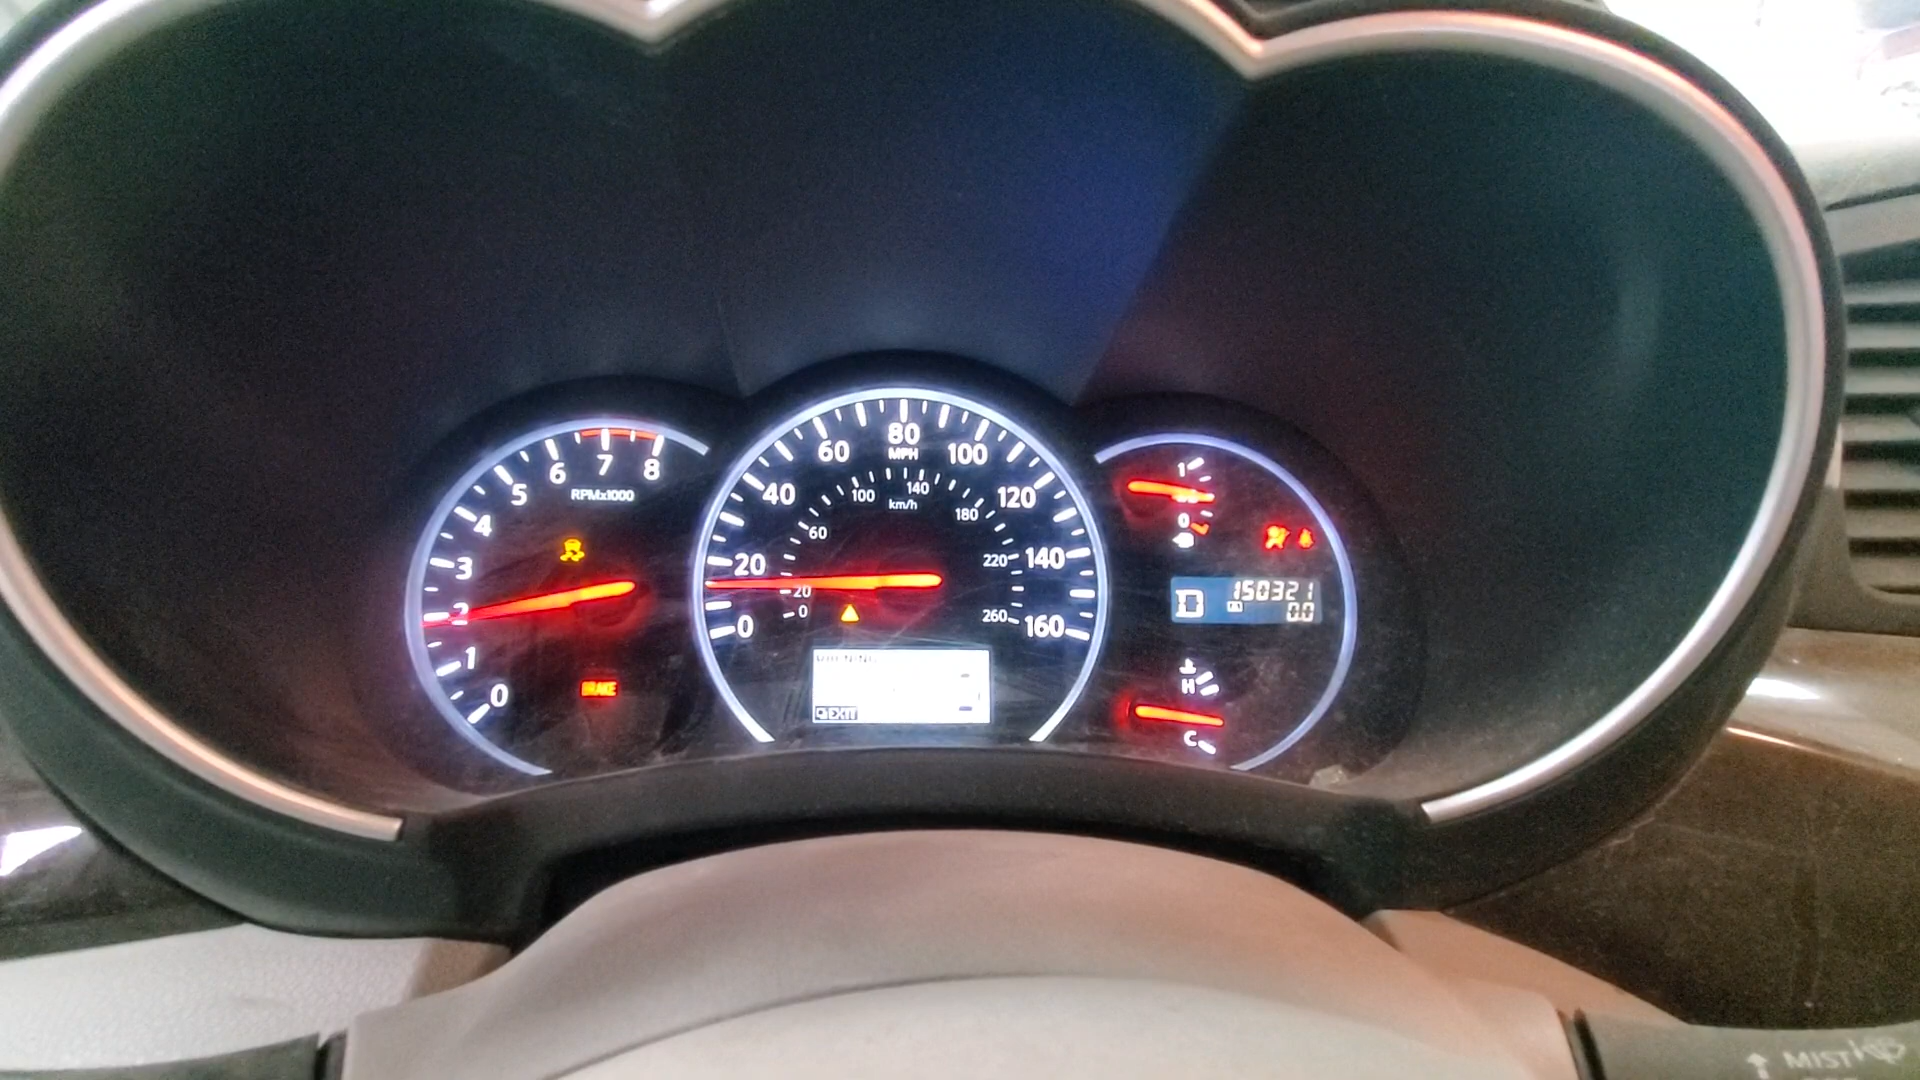 0 1 2 3 4 5 6 7 8
RPMx1000
BRAKE
0 20 40 60 80 100 120 140 160
MPH
0 20 60 100 140 180 220 260
km/h
WARNING
EXIT
1
0
D 150321
0.0
H
C
MIST